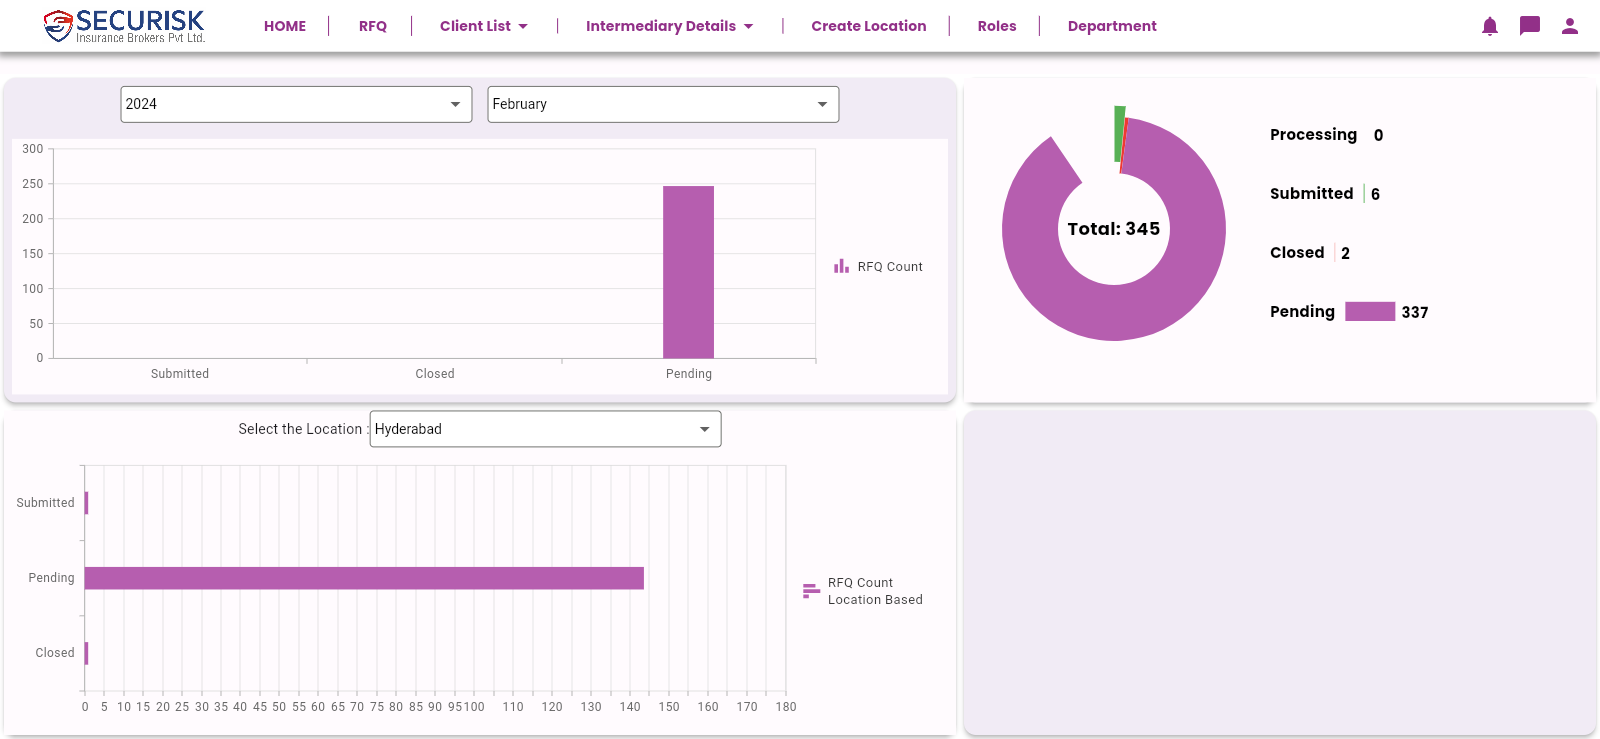 SECURISK
Insurance Brokers Pvt Ltd.
HOME
RFQ
Client List
Intermediary Details
Create Location
Roles
Department
2024
February
300
250
200
150
100
50
0
Submitted
Closed
Pending
RFQ Count
Total: 345
Processing 0
Submitted 6
Closed 2
Pending 337
Select the Location :
Hyderabad
Submitted
Pending
Closed
0 5 10 15 20 25 30 35 40 45 50 55 60 65 70 75 80 85 90 95 100 110 120 130 140 150 160 170 180
RFQ Count
Location Based